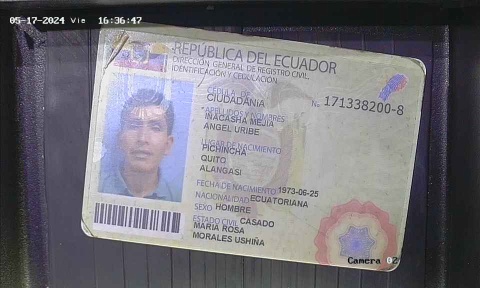 05-17-2024 Vie 16:36:47
REPÚBLICA DEL ECUADOR
DIRECCIÓN GENERAL DE REGISTRO CIVIL,
IDENTIFICACIÓN Y CEDULACIÓN
CÉDULA DE
CIUDADANÍA
No 171338200-8
APELLIDOS Y NOMBRES
INACASHA MEJIA
ANGEL URIBE
LUGAR DE NACIMIENTO
PICHINCHA
QUITO
ALANGASI
FECHA DE NACIMIENTO 1973-06-25
NACIONALIDAD ECUATORIANA
SEXO HOMBRE
ESTADO CIVIL CASADO
MARIA ROSA
MORALES USHIÑA
Camera 02